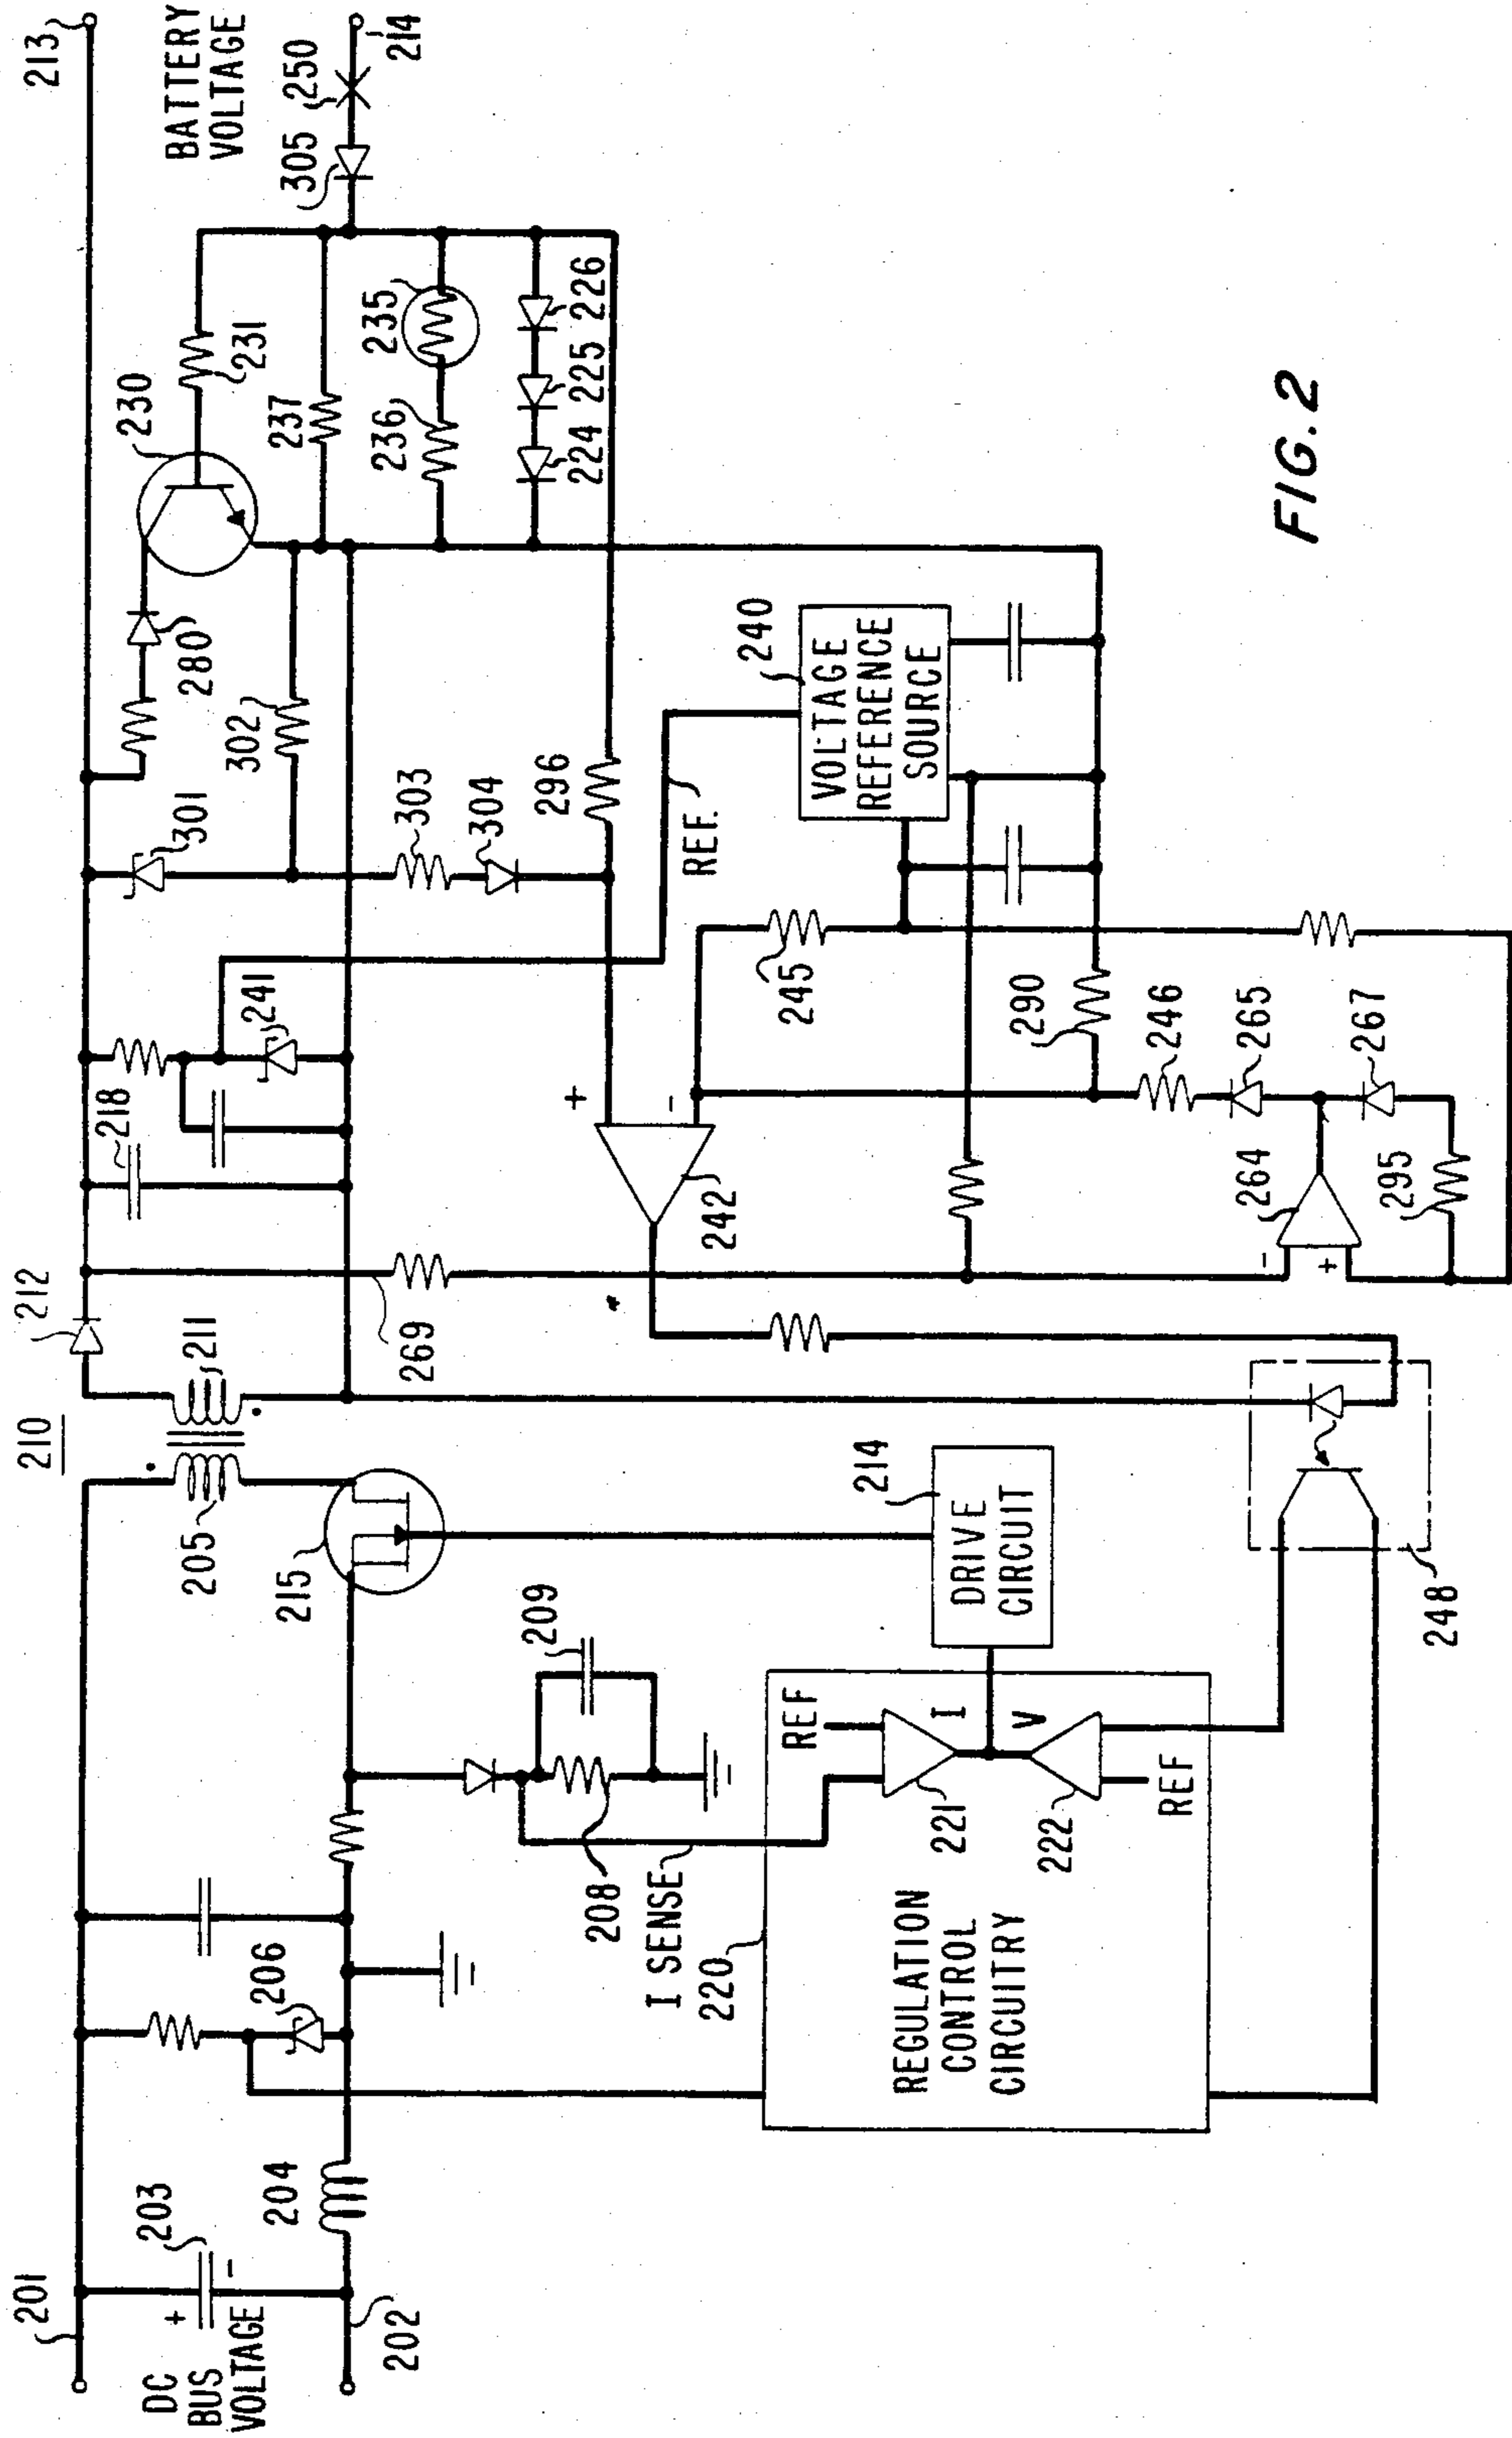 201
DC
BUS
VOLTAGE
+
-
203
202
204
206
208
209
I SENSE
220
REGULATION
CONTROL
CIRCUITRY
REF
221
I
V
222
REF
DRIVE
CIRCUIT
214
215
205
210
211
212
269
248
218
241
242
+
-
264
-
+
295
267
265
246
290
245
REF.
VOLTAGE
REFERENCE
SOURCE
240
301
302
303
304
296
280
230
231
237
236
235
224
225
226
305
250
214
213
BATTERY
VOLTAGE
FIG.2